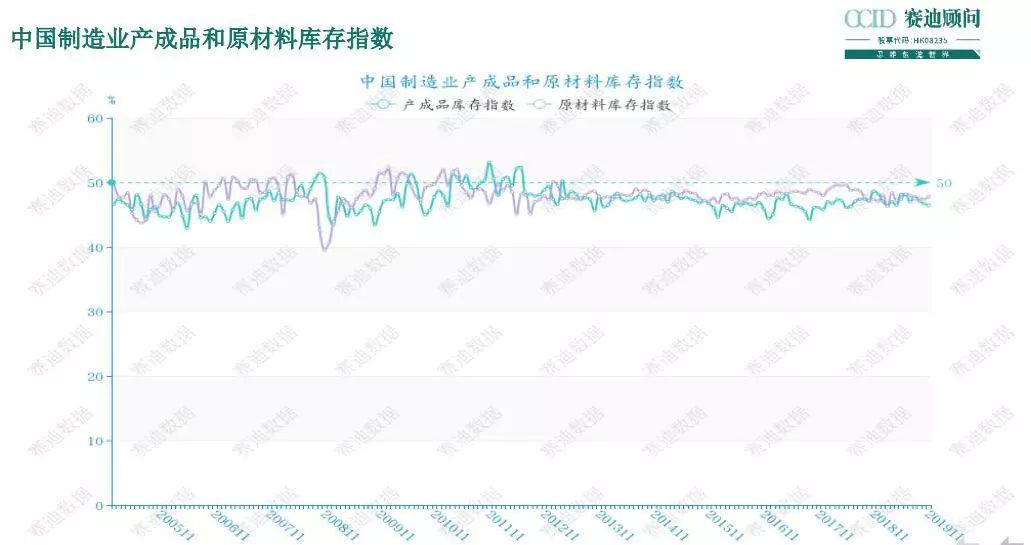 中国制造业产成品和原材料库存指数
CCID 赛迪顾问
股票代码:HK08235
思维创造世界
中国制造业产成品和原材料库存指数
产成品库存指数 原材料库存指数
%
60
50
50
40
30
20
10
0
200511 200611 200711 200811 200911 201011 201111 201211 201311 201411 201511 201611 201711 201811 201911
赛迪数据